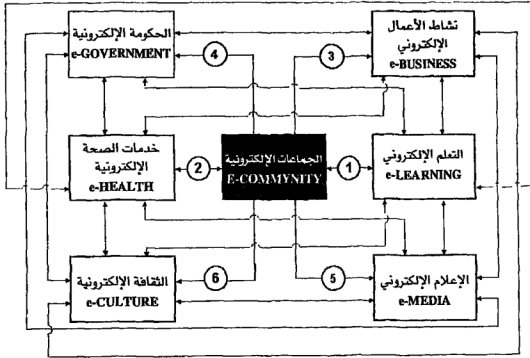 الحكومة الإلكترونية
e-GOVERNMENT
نشاط الأعمال
الإلكتروني
e-BUSINESS
4
3
خدمات الصحة
الإلكترونية
e-HEALTH
2
الجماعات الإلكترونية
E-COMMYNITY
1
التعلم الإلكتروني
e-LEARNING
الثقافة الإلكترونية
e-CULTURE
6
5
الإعلام الإلكتروني
e-MEDIA